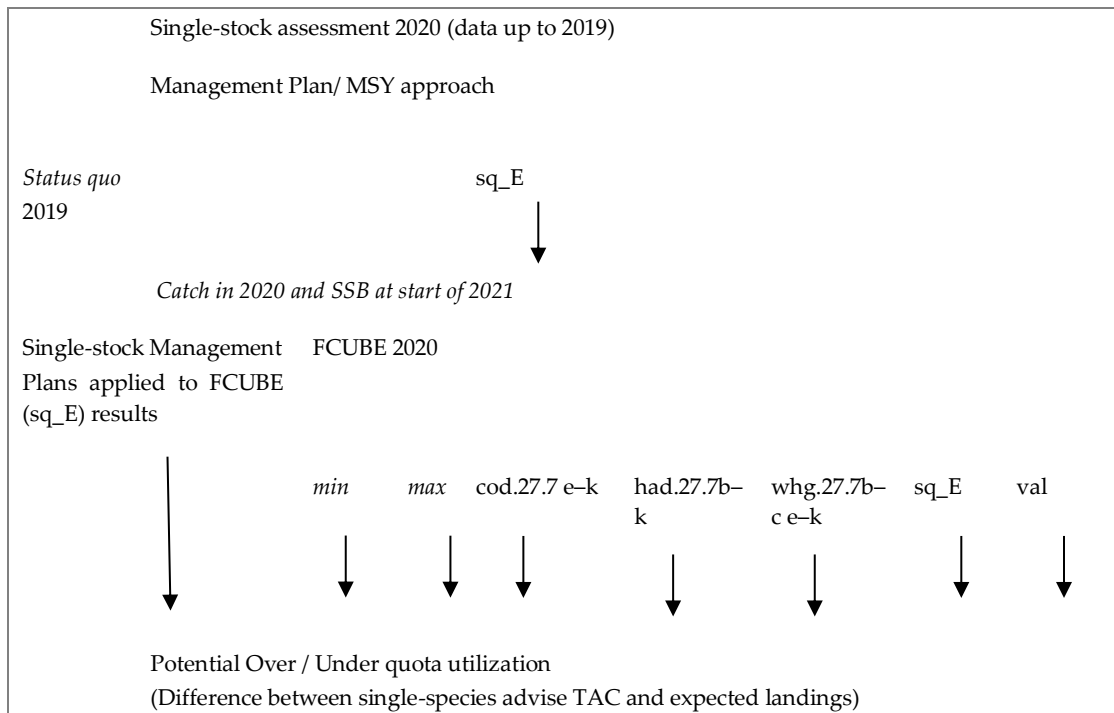 Single-stock assessment 2020 (data up to 2019)
Management Plan/ MSY approach
Status quo sq_E
2019
Catch in 2020 and SSB at start of 2021
Single-stock Management FCUBE 2020
Plans applied to FCUBE
(sq_E) results
min max cod.27.7 e–k had.27.7b– whg.27.7b– sq_E val
k c e–k
Potential Over / Under quota utilization
(Difference between single-species advise TAC and expected landings)